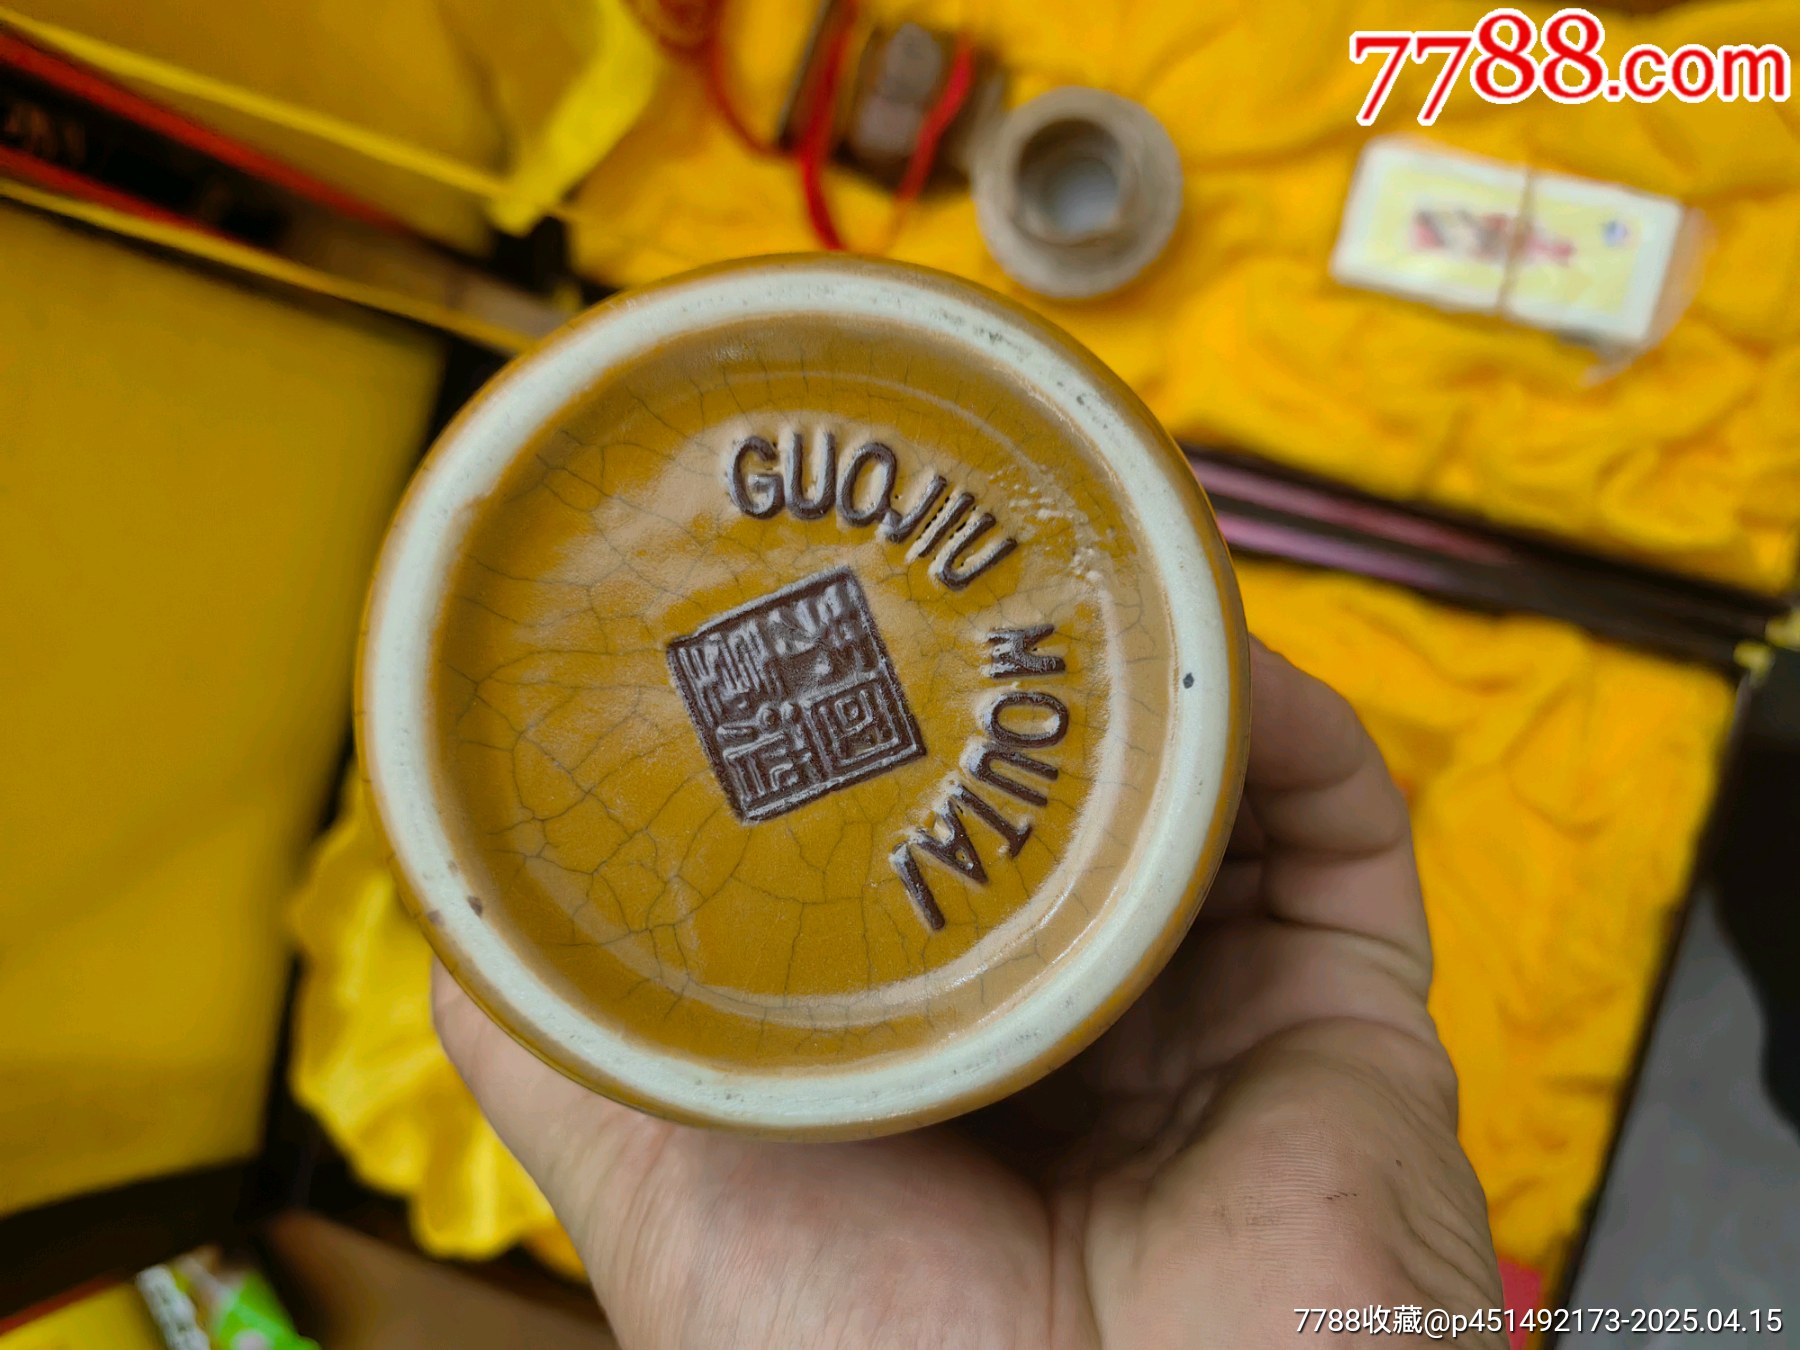 7788.com
GUOJIU MOUTAI
7788收藏@p451492173-2025.04.15